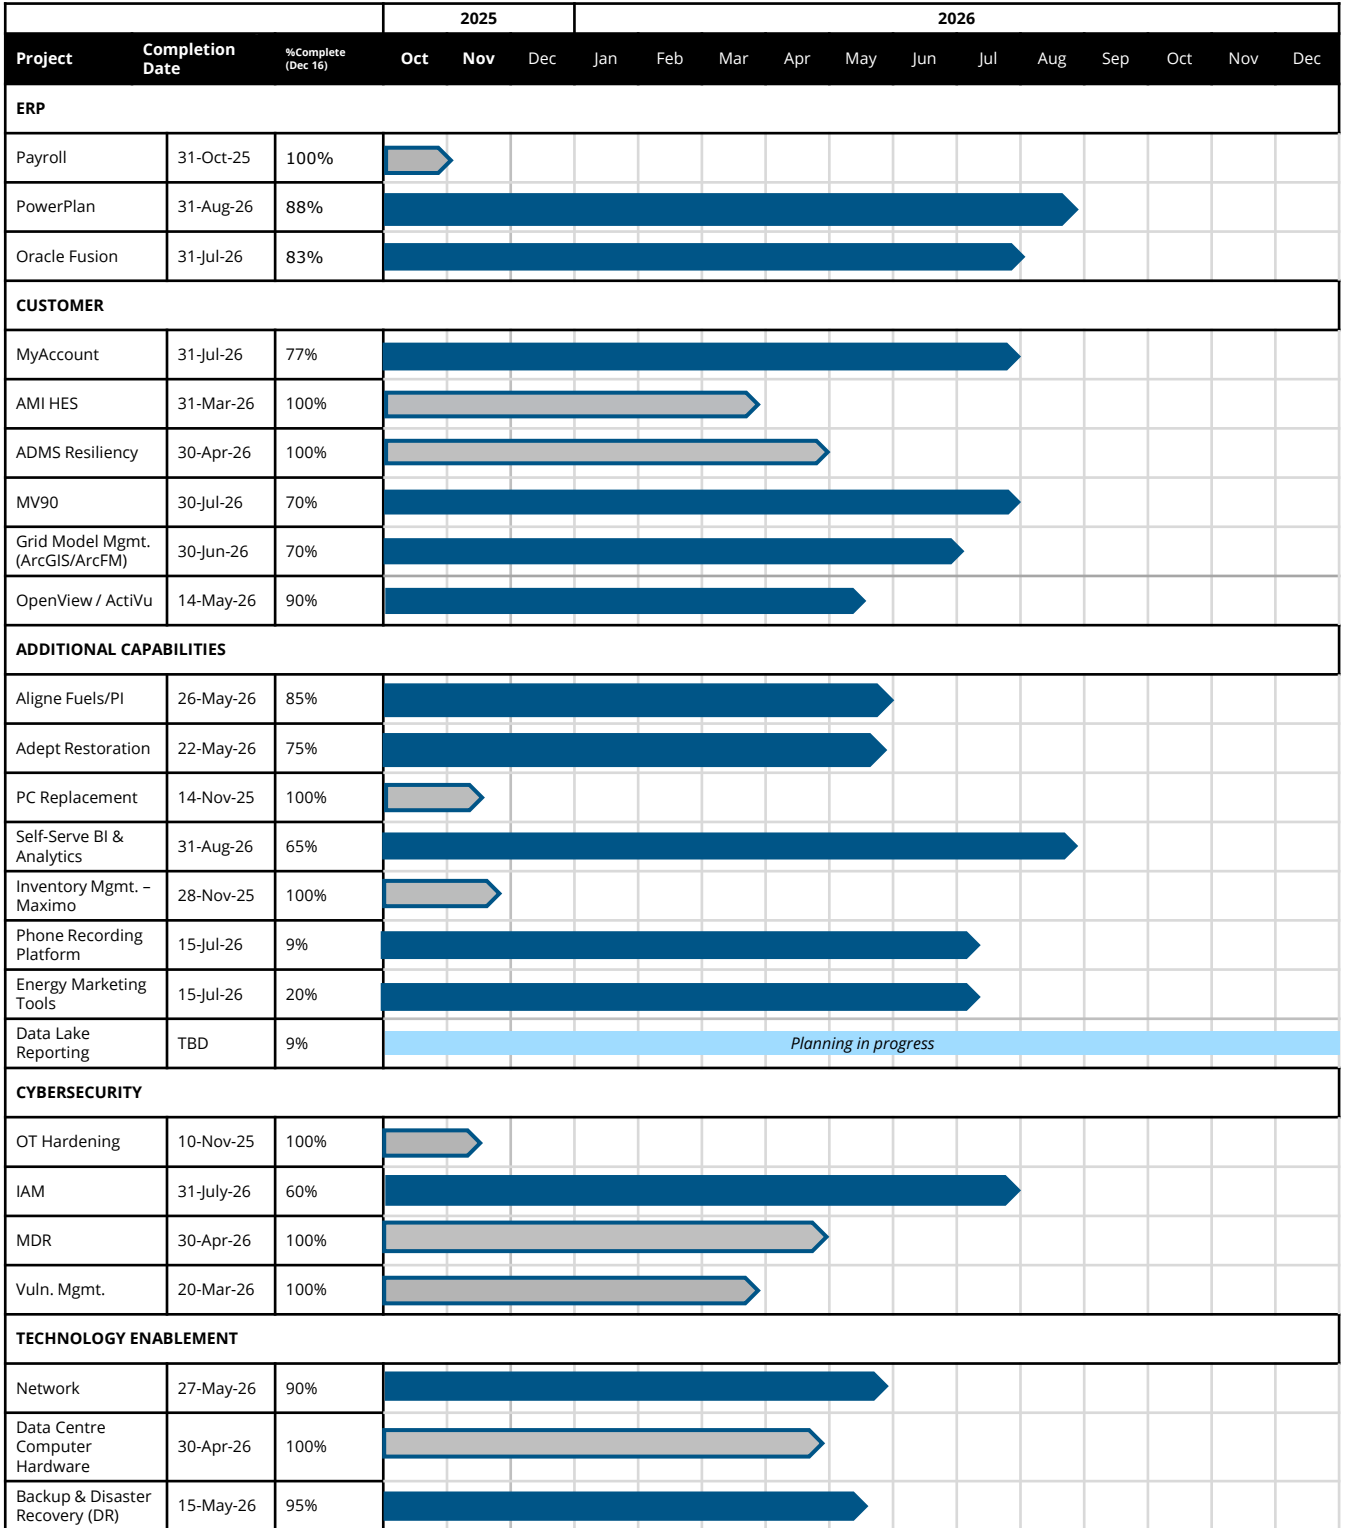 2025 2026
Project Completion Date %Complete (Dec 16) Oct Nov Dec Jan Feb Mar Apr May Jun Jul Aug Sep Oct Nov Dec
ERP
Payroll 31-Oct-25 100%
PowerPlan 31-Aug-26 88%
Oracle Fusion 31-Jul-26 83%
CUSTOMER
MyAccount 31-Jul-26 77%
AMI HES 31-Mar-26 100%
ADMS Resiliency 30-Apr-26 100%
MV90 30-Jul-26 70%
Grid Model Mgmt. (ArcGIS/ArcFM) 30-Jun-26 70%
OpenView / ActiVu 14-May-26 90%
ADDITIONAL CAPABILITIES
Aligne Fuels/PI 26-May-26 85%
Adept Restoration 22-May-26 75%
PC Replacement 14-Nov-25 100%
Self-Serve BI & Analytics 31-Aug-26 65%
Inventory Mgmt. – Maximo 28-Nov-25 100%
Phone Recording Platform 15-Jul-26 9%
Energy Marketing Tools 15-Jul-26 20%
Data Lake Reporting TBD 9% Planning in progress
CYBERSECURITY
OT Hardening 10-Nov-25 100%
IAM 31-July-26 60%
MDR 30-Apr-26 100%
Vuln. Mgmt. 20-Mar-26 100%
TECHNOLOGY ENABLEMENT
Network 27-May-26 90%
Data Centre Computer Hardware 30-Apr-26 100%
Backup & Disaster Recovery (DR) 15-May-26 95%